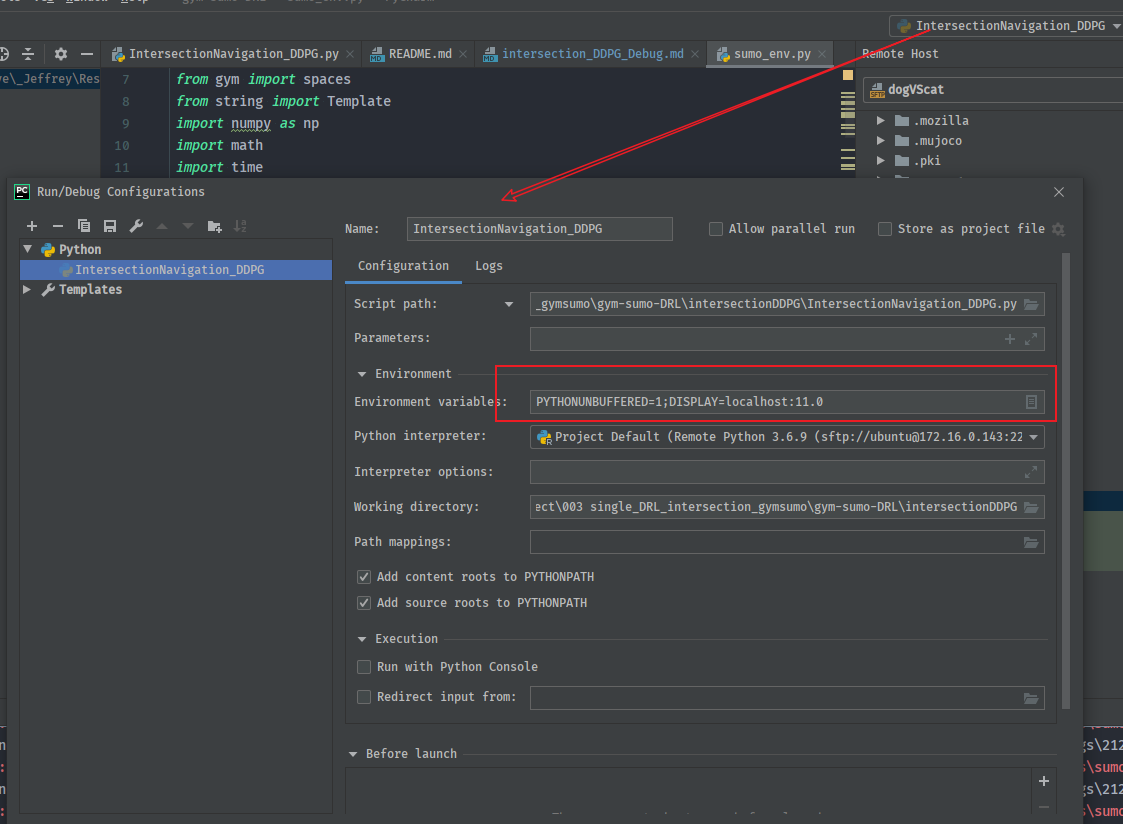 IntersectionNavigation_DDPG
IntersectionNavigation_DDPG.py
README.md
intersection_DDPG_Debug.md
sumo_env.py
Remote Host
ve\_Jeffrey\Res
7 from gym import spaces
8 from string import Template
9 import numpy as np
10 import math
11 import time
dogVScat
.mozilla
.mujoco
.pki
Run/Debug Configurations
Name: IntersectionNavigation_DDPG
Allow parallel run
Store as project file
Python
IntersectionNavigation_DDPG
Templates
Configuration
Logs
Script path: _gymsumo\gym-sumo-DRL\intersectionDDPG\IntersectionNavigation_DDPG.py
Parameters:
Environment
Environment variables: PYTHONUNBUFFERED=1;DISPLAY=localhost:11.0
Python interpreter: Project Default (Remote Python 3.6.9 (sftp://ubuntu@172.16.0.143:22
Interpreter options:
Working directory: ect\003 single_DRL_intersection_gymsumo\gym-sumo-DRL\intersectionDDPG
Path mappings:
Add content roots to PYTHONPATH
Add source roots to PYTHONPATH
Execution
Run with Python Console
Redirect input from:
Before launch
gs\212
s\sumo
gs\212
s\sumo